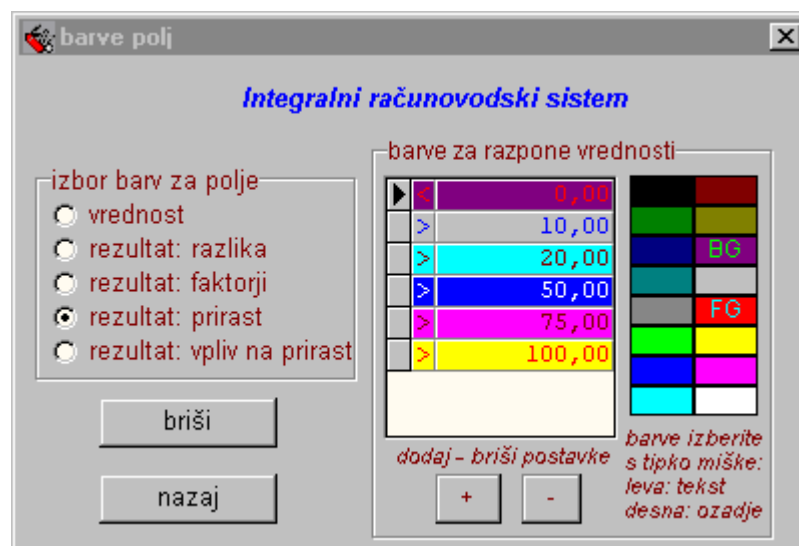 barve polj
Integralni računovodski sistem
izbor barv za polje
vrednost
rezultat: razlika
rezultat: faktorji
rezultat: prirast
rezultat: vpliv na prirast
briši
nazaj
barve za razpone vrednosti
< 0,00
> 10,00
> 20,00
> 50,00
> 75,00
> 100,00
dodaj - briši postavke
+ -
BG
FG
barve izberite
s tipko miške:
leva: tekst
desna: ozadje